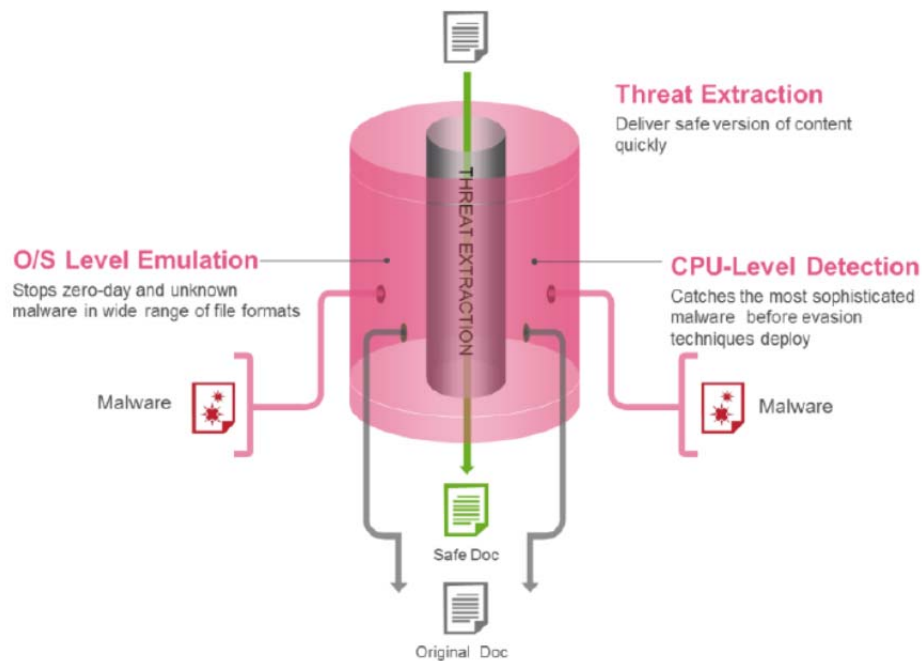 Threat Extraction
Deliver safe version of content
quickly
THREAT EXTRACTION
O/S Level Emulation
Stops zero-day and unknown
malware in wide range of file formats
CPU-Level Detection
Catches the most sophisticated
malware before evasion
techniques deploy
Malware
Malware
Safe Doc
Original Doc